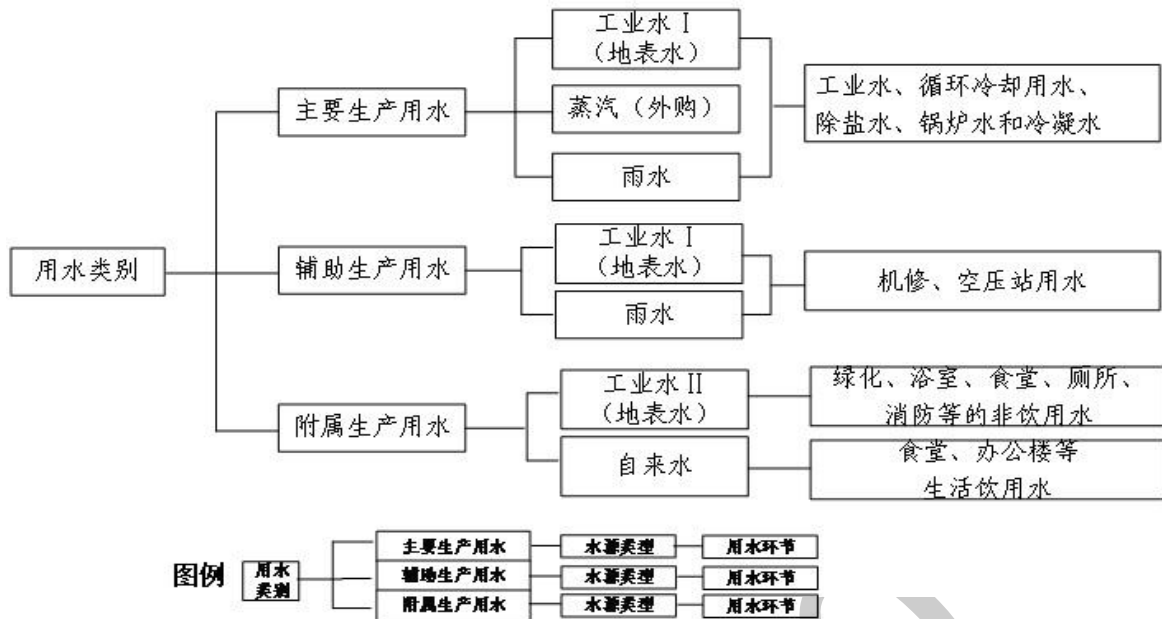 用水类别
主要生产用水
工业水 I
(地表水)
蒸汽(外购)
雨水
工业水、循环冷却用水、
除盐水、锅炉水和冷凝水
辅助生产用水
工业水 I
(地表水)
雨水
机修、空压站用水
附属生产用水
工业水 II
(地表水)
自来水
绿化、浴室、食堂、厕所、
消防等的非饮用水
食堂、办公楼等
生活饮用水
图例
用水
类别
主要生产用水
水源类型
用水环节
辅助生产用水
水源类型
用水环节
附属生产用水
水源类型
用水环节